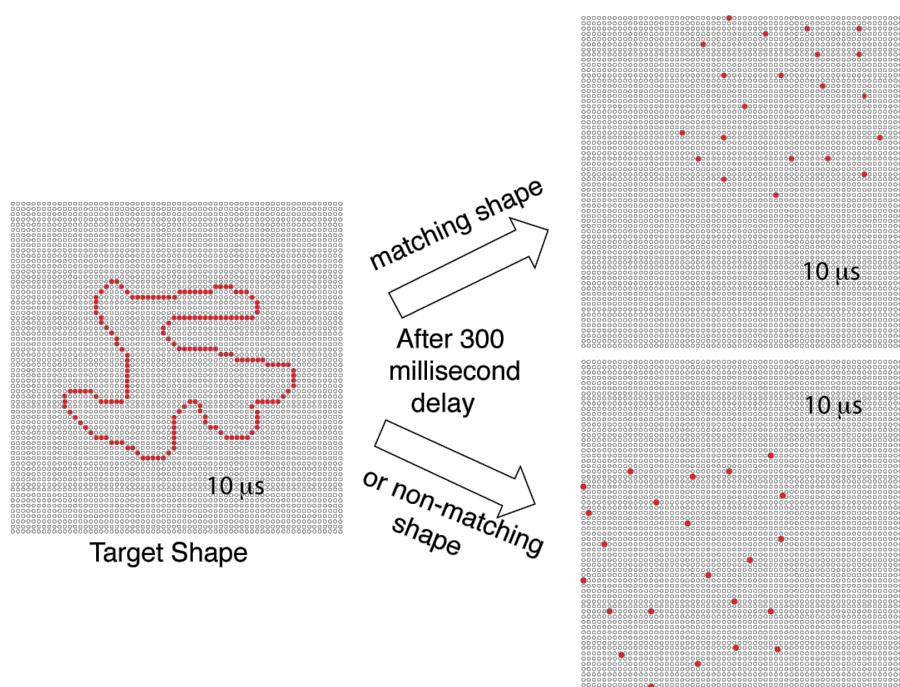 10 μs
Target Shape
matching shape
After 300
millisecond
delay
or non-matching
shape
10 μs
10 μs